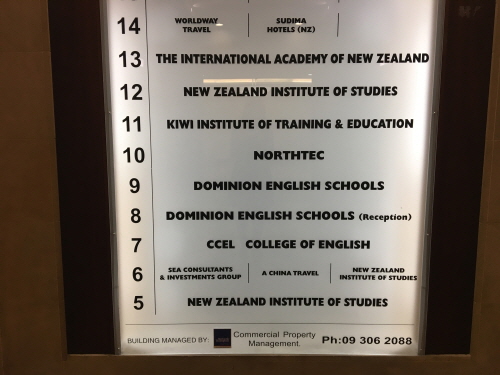 14 WORLDWAY TRAVEL SUDIMA HOTELS (NZ)
13 THE INTERNATIONAL ACADEMY OF NEW ZEALAND
12 NEW ZEALAND INSTITUTE OF STUDIES
11 KIWI INSTITUTE OF TRAINING & EDUCATION
10 NORTHTEC
9 DOMINION ENGLISH SCHOOLS
8 DOMINION ENGLISH SCHOOLS (Reception)
7 CCEL COLLEGE OF ENGLISH
6 SEA CONSULTANTS & INVESTMENTS GROUP A CHINA TRAVEL NEW ZEALAND INSTITUTE OF STUDIES
5 NEW ZEALAND INSTITUTE OF STUDIES
BUILDING MANAGED BY: Commercial Property Management. Ph:09 306 2088